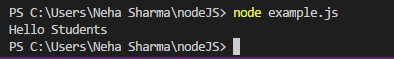 PS C:\Users\Neha Sharma\nodeJS> node example.js
Hello Students
PS C:\Users\Neha Sharma\nodeJS>